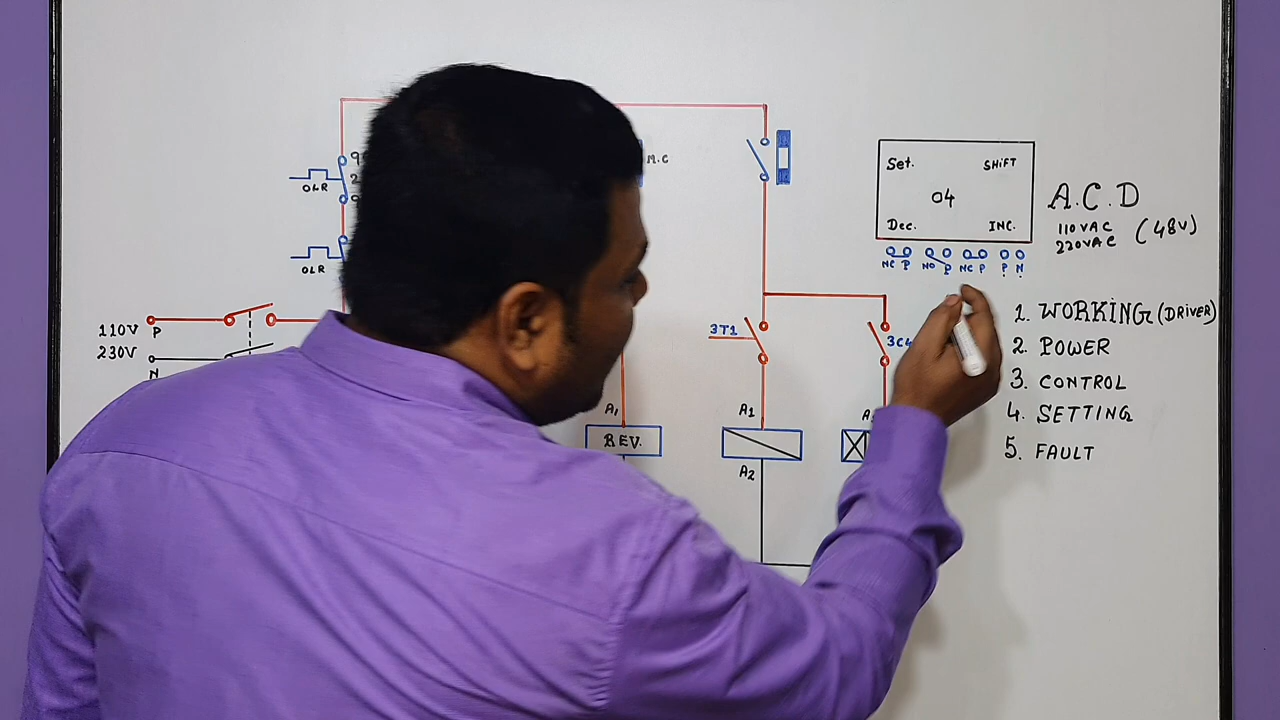 M.C
OLR
OLR
110V P
230V
N
3T1
3C4
A1
REV.
A1
A2
Set. SHiFT
04
Dec. INC.
NC P NO P NC P P N
A.C.D
110VAC
220VAC (48V)
1. WORKING (DRIVER)
2. POWER
3. CONTROL
4. SETTING
5. FAULT